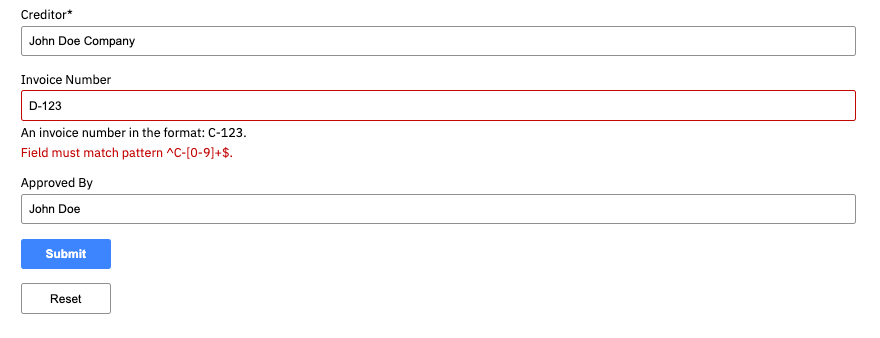 Creditor*
John Doe Company
Invoice Number
D-123
An invoice number in the format: C-123.
Field must match pattern ^C-[0-9]+$.
Approved By
John Doe
Submit
Reset